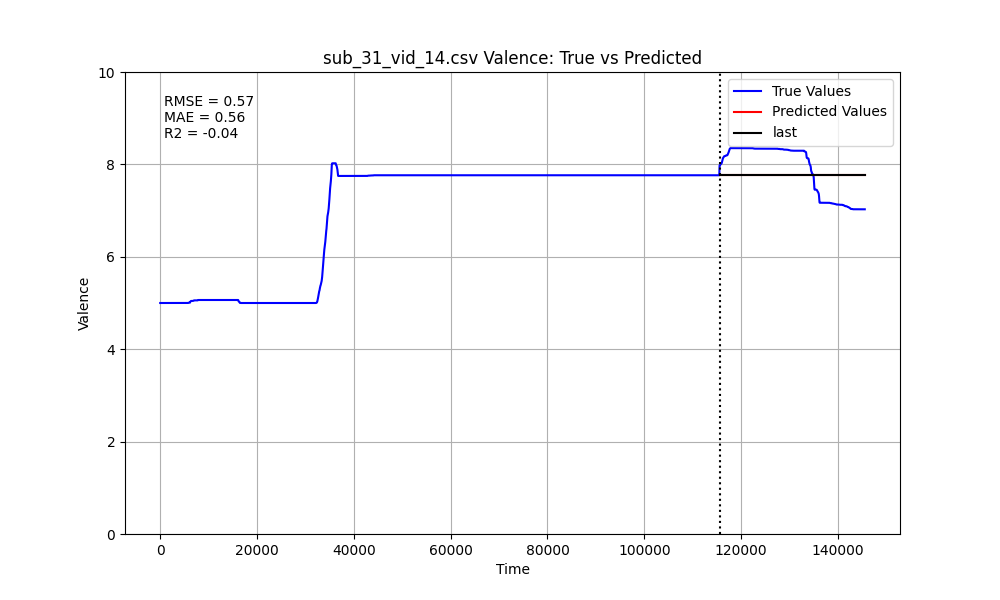 sub_31_vid_14.csv Valence: True vs Predicted
10
8
6
4
2
0
Valence
RMSE = 0.57
MAE = 0.56
R2 = -0.04
True Values
Predicted Values
last
0
20000
40000
60000
80000
100000
120000
140000
Time